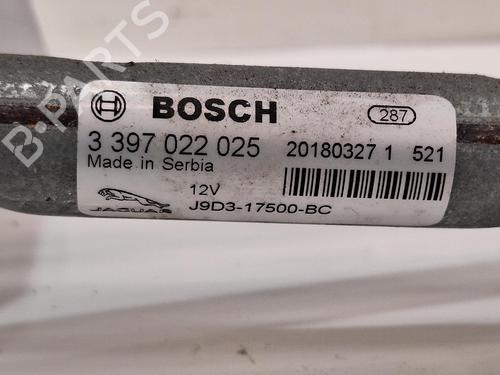 BOSCH 287
3 397 022 025 20180327 1 521
Made in Serbia
12V
JAGUAR J9D3-17500-BC
B-PARTS